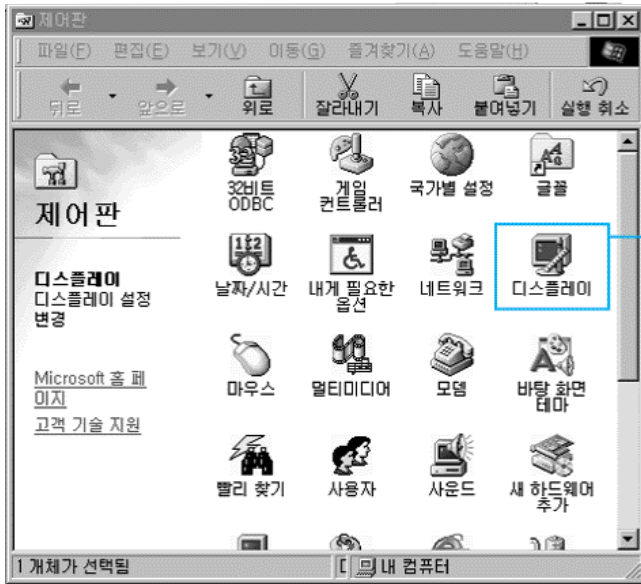 제어판
파일(F) 편집(E) 보기(V) 이동(G) 즐겨찾기(A) 도움말(H)
뒤로 앞으로 위로 잘라내기 복사 붙여넣기 실행 취소
제어판
디스플레이
디스플레이 설정
변경
Microsoft 홈 페
이지
고객 기술 지원
32비트
ODBC
게임
컨트롤러
국가별 설정
글꼴
날짜/시간
내게 필요한
옵션
네트워크
디스플레이
마우스
멀티미디어
모뎀
바탕 화면
테마
빨리 찾기
사용자
사운드
새 하드웨어
추가
1 개체가 선택됨
내 컴퓨터